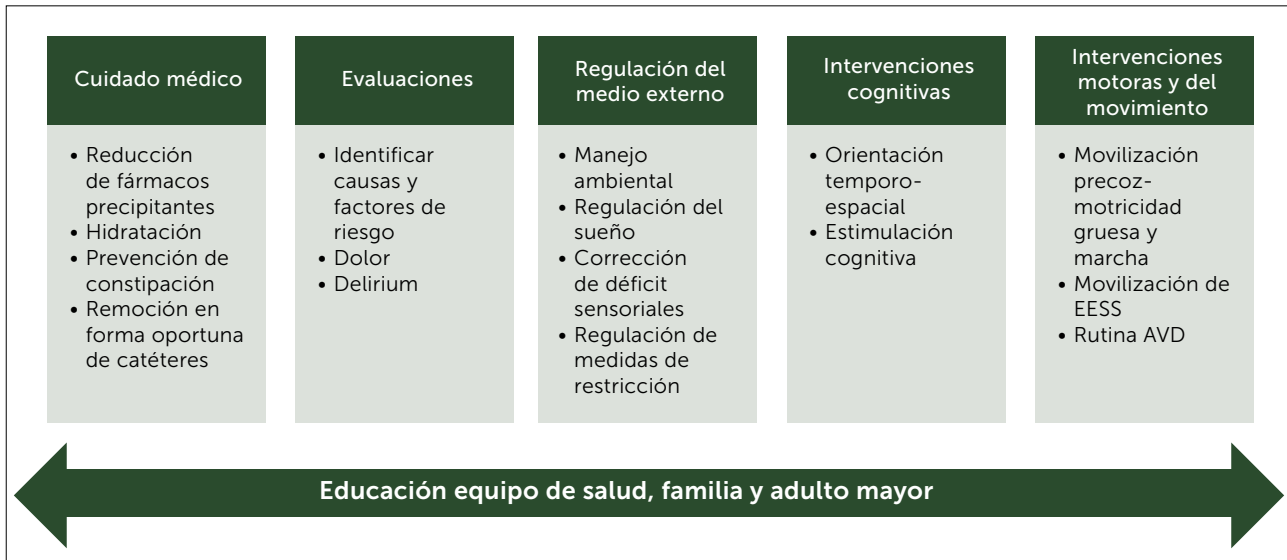 Cuidado médico
• Reducción
de fármacos
precipitantes
• Hidratación
• Prevención de
constipación
• Remoción en
forma oportuna
de catéteres
Evaluaciones
• Identificar
causas y
factores de
riesgo
• Dolor
• Delirium
Regulación del
medio externo
• Manejo
ambiental
• Regulación del
sueño
• Corrección
de déficit
sensoriales
• Regulación de
medidas de
restricción
Intervenciones
cognitivas
• Orientación
temporo-
espacial
• Estimulación
cognitiva
Intervenciones
motoras y del
movimiento
• Movilización
precoz-
motricidad
gruesa y
marcha
• Movilización de
EESS
• Rutina AVD
Educación equipo de salud, familia y adulto mayor